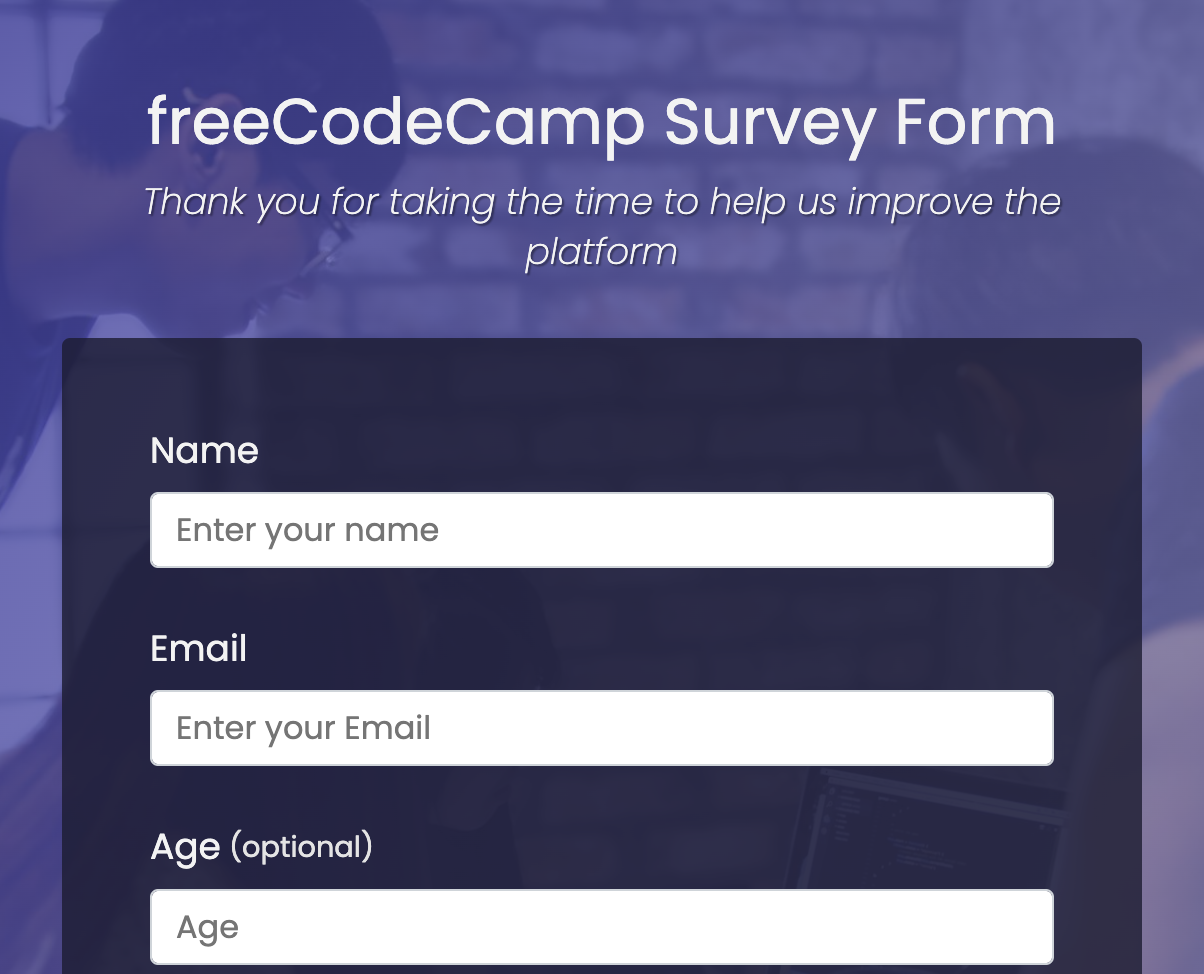 freeCodeCamp Survey Form
Thank you for taking the time to help us improve the
platform
Name
Enter your name
Email
Enter your Email
Age (optional)
Age